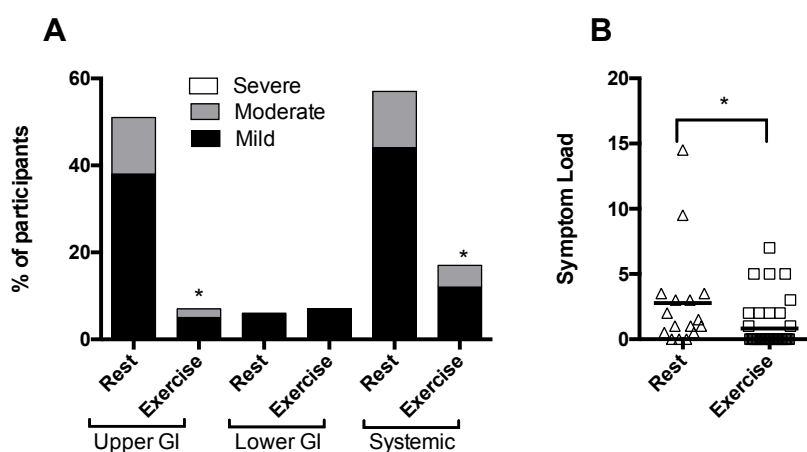 A
% of participants
60
40
20
0
Severe
Moderate
Mild
*
*
Rest
Exercise
Rest
Exercise
Rest
Exercise
Upper GI
Lower GI
Systemic
B
Symptom Load
20
15
10
5
0
*
Rest
Exercise